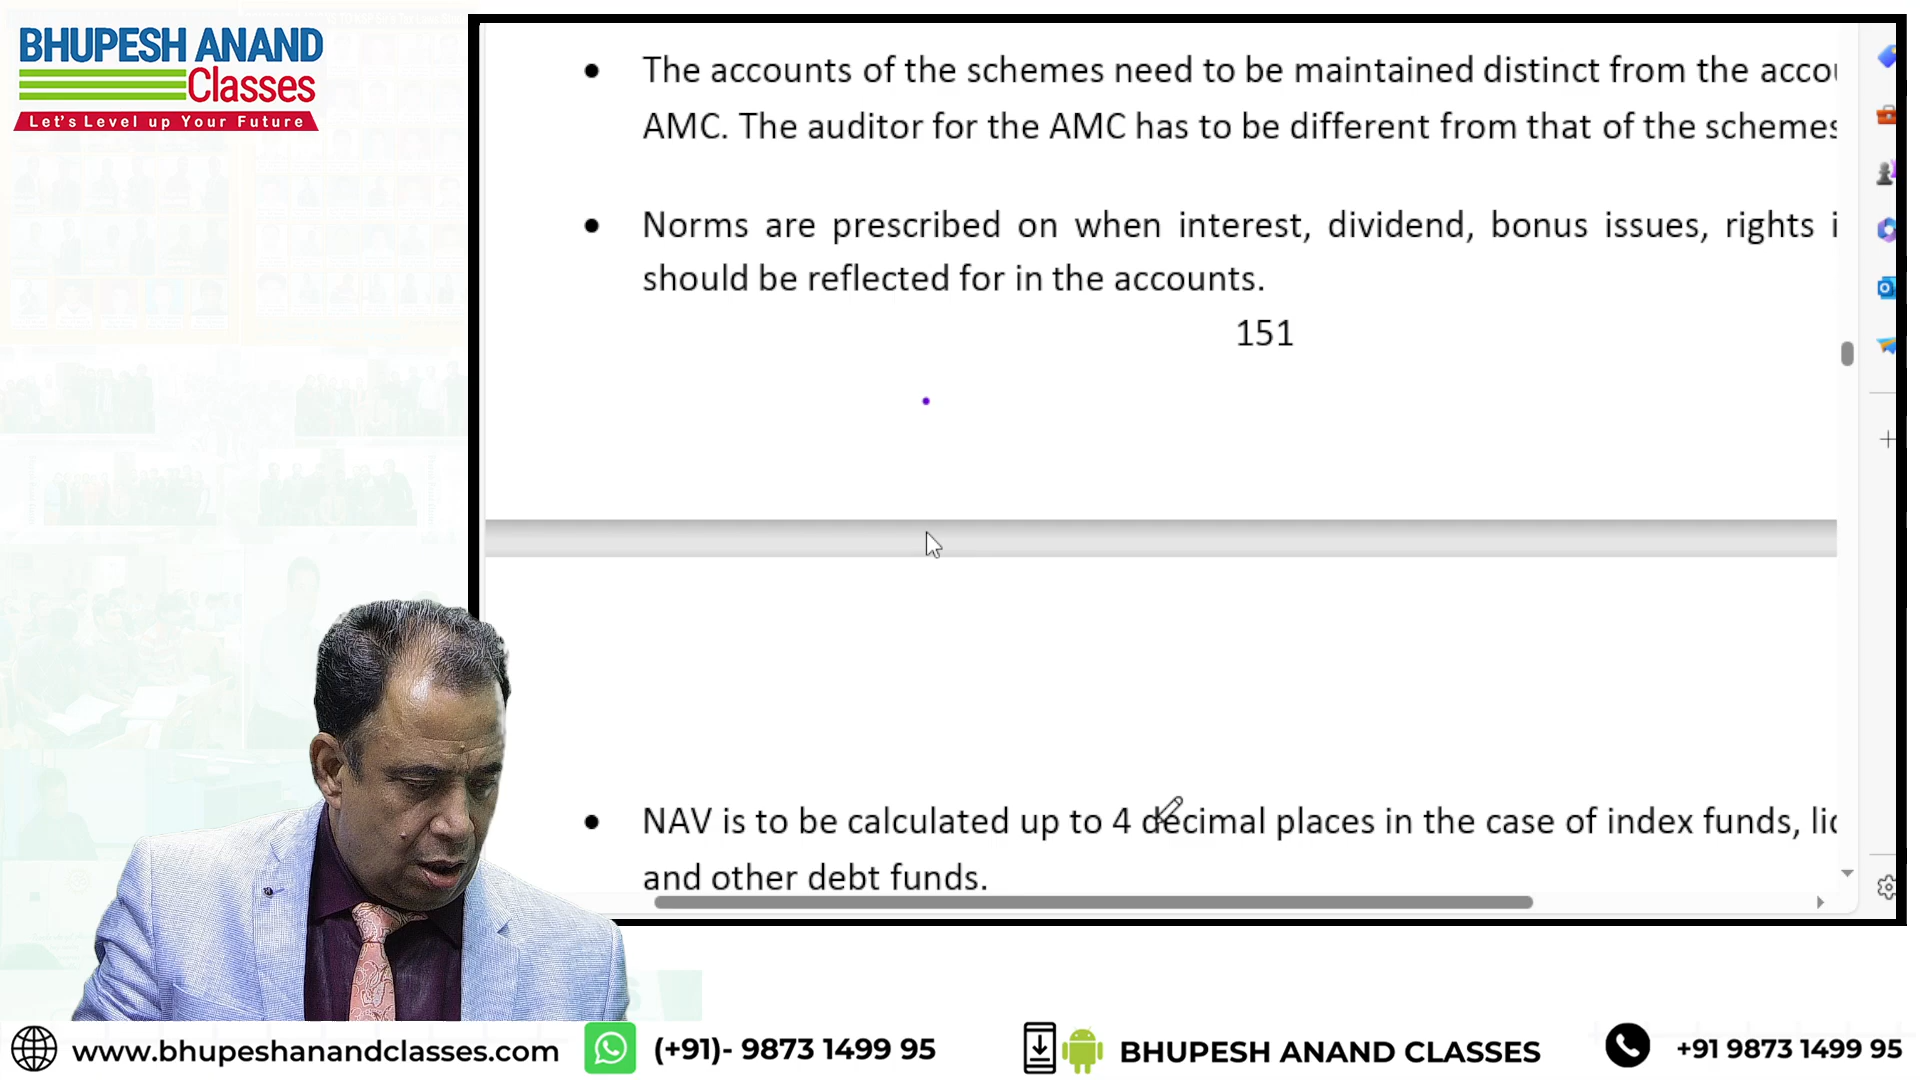 BHUPESH ANAND
Classes
Let's Level up Your Future
• The accounts of the schemes need to be maintained distinct from the
AMC. The auditor for the AMC has to be different from that of the schemes
• Norms are prescribed on when interest, dividend, bonus issues, rights
should be reflected for in the accounts.
151
• NAV is to be calculated up to 4 decimal places in the case of index funds,
and other debt funds.
www.bhupeshanandclasses.com
(+91)- 9873 1499 95
BHUPESH ANAND CLASSES
+91 9873 1499 95